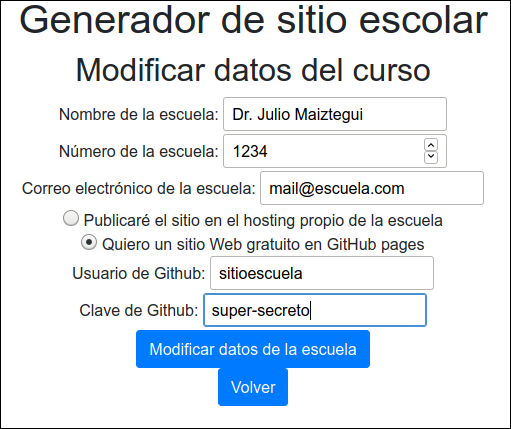 Generador de sitio escolar
Modificar datos del curso
Nombre de la escuela: Dr. Julio Maiztegui
Número de la escuela: 1234
Correo electrónico de la escuela: mail@escuela.com
Publicaré el sitio en el hosting propio de la escuela
Quiero un sitio Web gratuito en GitHub pages
Usuario de Github: sitioescuela
Clave de Github: super-secreto
Modificar datos de la escuela
Volver